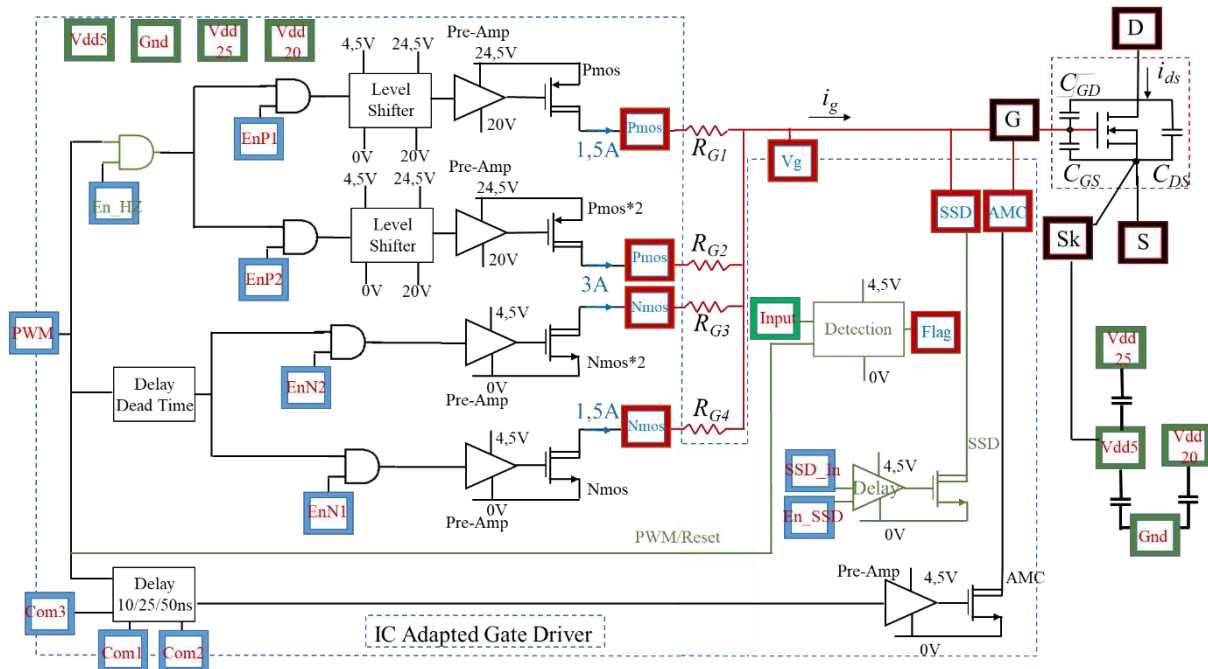 Vdd5
Gnd
Vdd
25
Vdd
20
Pre-Amp
4,5V
24,5V
24,5V
Pmos
Level
Shifter
EnP1
0V
20V
20V
1,5A
Pmos
R_G1
i_g
Vg
G
D
i_ds
C_GD
C_GS
C_DS
En_HZ
4,5V
24,5V
24,5V
Pmos*2
Level
Shifter
EnP2
0V
20V
20V
3A
Pmos
R_G2
SSD
AMC
Sk
S
PWM
4,5V
Nmos
R_G3
Input
4,5V
Detection
Flag
0V
Delay
Dead Time
EnN2
0V
Pre-Amp
Nmos*2
Vdd
25
1,5A
Nmos
R_G4
4,5V
EnN1
0V
Pre-Amp
Nmos
SSD
Vdd5
Vdd
20
SSD_In
4,5V
Delay
En_SSD
0V
Gnd
PWM/Reset
Delay
10/25/50ns
Com3
Com1
Com2
Pre-Amp
4,5V
AMC
0V
IC Adapted Gate Driver